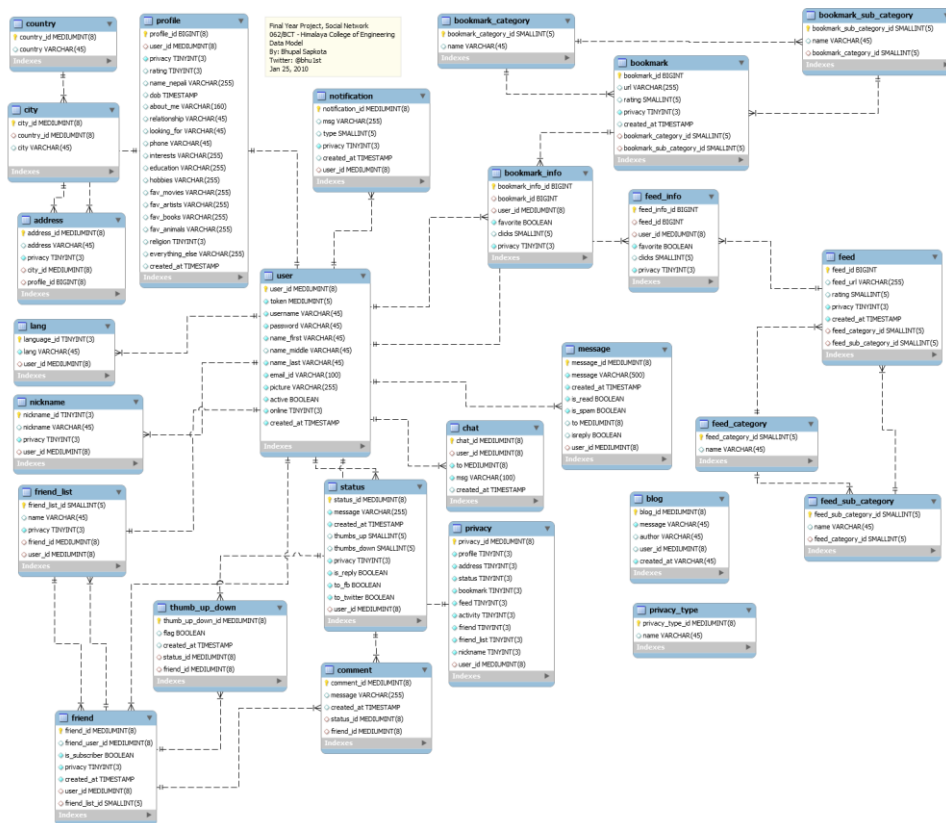 country
country_id MEDIUMINT(8)
country VARCHAR(45)
Indexes
city
city_id MEDIUMINT(8)
country_id MEDIUMINT(8)
city VARCHAR(45)
Indexes
address
address_id MEDIUMINT(8)
address VARCHAR(45)
privacy TINYINT(3)
city_id MEDIUMINT(8)
profile_id BIGINT(8)
Indexes
profile
profile_id BIGINT(8)
user_id MEDIUMINT(8)
privacy TINYINT(3)
rating TINYINT(3)
name_nepali VARCHAR(255)
dob TIMESTAMP
about_me VARCHAR(160)
relationship VARCHAR(45)
looking_for VARCHAR(45)
phone VARCHAR(45)
interests VARCHAR(255)
education VARCHAR(255)
hobbies VARCHAR(255)
fav_movies VARCHAR(255)
fav_artists VARCHAR(255)
fav_books VARCHAR(255)
fav_animals VARCHAR(255)
religion TINYINT(3)
everything_else VARCHAR(255)
created_at TIMESTAMP
Indexes
Final Year Project, Social Network
062/BCT - Himalaya College of Engineering
Data Model
By: Bhupal Sapkota
Twitter: @bhu1st
Jan 25, 2010
notification
notification_id MEDIUMINT(8)
msg VARCHAR(255)
type SMALLINT(5)
privacy TINYINT(3)
created_at TIMESTAMP
user_id MEDIUMINT(8)
Indexes
bookmark_category
bookmark_category_id SMALLINT(5)
name VARCHAR(45)
Indexes
bookmark_sub_category
bookmark_sub_category_id SMALLINT(5)
name VARCHAR(45)
bookmark_category_id SMALLINT(5)
Indexes
bookmark
bookmark_id BIGINT
url VARCHAR(255)
rating SMALLINT(5)
privacy TINYINT(3)
created_at TIMESTAMP
bookmark_category_id SMALLINT(5)
bookmark_sub_category_id SMALLINT(5)
Indexes
bookmark_info
bookmark_info_id BIGINT
bookmark_id BIGINT
user_id MEDIUMINT(8)
favorite BOOLEAN
clicks SMALLINT(5)
privacy TINYINT(3)
Indexes
feed_info
feed_info_id BIGINT
feed_id BIGINT
user_id MEDIUMINT(8)
favorite BOOLEAN
clicks SMALLINT(5)
privacy TINYINT(3)
Indexes
feed
feed_id BIGINT
feed_url VARCHAR(255)
rating SMALLINT(5)
privacy TINYINT(3)
created_at TIMESTAMP
feed_category_id SMALLINT(5)
feed_sub_category_id SMALLINT(5)
Indexes
user
user_id MEDIUMINT(8)
token MEDIUMINT(5)
username VARCHAR(45)
password VARCHAR(45)
name_first VARCHAR(45)
name_middle VARCHAR(45)
name_last VARCHAR(45)
email_id VARCHAR(100)
picture VARCHAR(255)
active BOOLEAN
online TINYINT(3)
created_at TIMESTAMP
Indexes
lang
language_id TINYINT(3)
lang VARCHAR(45)
user_id MEDIUMINT(8)
Indexes
nickname
nickname_id TINYINT(3)
nickname VARCHAR(45)
privacy TINYINT(3)
user_id MEDIUMINT(8)
Indexes
message
message_id MEDIUMINT(8)
message VARCHAR(500)
created_at TIMESTAMP
is_read BOOLEAN
is_spam BOOLEAN
to MEDIUMINT(8)
isreply BOOLEAN
user_id MEDIUMINT(8)
Indexes
chat
chat_id MEDIUMINT(8)
user_id MEDIUMINT(8)
to MEDIUMINT(8)
msg VARCHAR(100)
created_at TIMESTAMP
Indexes
feed_category
feed_category_id SMALLINT(5)
name VARCHAR(45)
Indexes
feed_sub_category
feed_sub_category_id SMALLINT(5)
name VARCHAR(45)
feed_category_id SMALLINT(5)
Indexes
friend_list
friend_list_id SMALLINT(5)
name VARCHAR(45)
privacy TINYINT(3)
friend_id MEDIUMINT(8)
user_id MEDIUMINT(8)
Indexes
status
status_id MEDIUMINT(8)
message VARCHAR(255)
created_at TIMESTAMP
thumbs_up SMALLINT(5)
thumbs_down SMALLINT(5)
privacy TINYINT(3)
is_reply BOOLEAN
to_fb BOOLEAN
to_twitter BOOLEAN
user_id MEDIUMINT(8)
Indexes
privacy
privacy_id MEDIUMINT(8)
profile TINYINT(3)
address TINYINT(3)
status TINYINT(3)
bookmark TINYINT(3)
feed TINYINT(3)
activity TINYINT(3)
friend TINYINT(3)
friend_list TINYINT(3)
nickname TINYINT(3)
user_id MEDIUMINT(8)
Indexes
blog
blog_id MEDIUMINT(8)
message VARCHAR(45)
author VARCHAR(45)
user_id MEDIUMINT(8)
created_at VARCHAR(45)
Indexes
privacy_type
privacy_type_id MEDIUMINT(8)
name VARCHAR(45)
Indexes
thumb_up_down
thumb_up_down_id MEDIUMINT(8)
flag BOOLEAN
created_at TIMESTAMP
status_id MEDIUMINT(8)
friend_id MEDIUMINT(8)
Indexes
comment
comment_id MEDIUMINT(8)
message VARCHAR(255)
created_at TIMESTAMP
status_id MEDIUMINT(8)
friend_id MEDIUMINT(8)
Indexes
friend
friend_id MEDIUMINT(8)
friend_user_id MEDIUMINT(8)
is_subscriber BOOLEAN
privacy TINYINT(3)
created_at TIMESTAMP
user_id MEDIUMINT(8)
friend_list_id SMALLINT(5)
Indexes